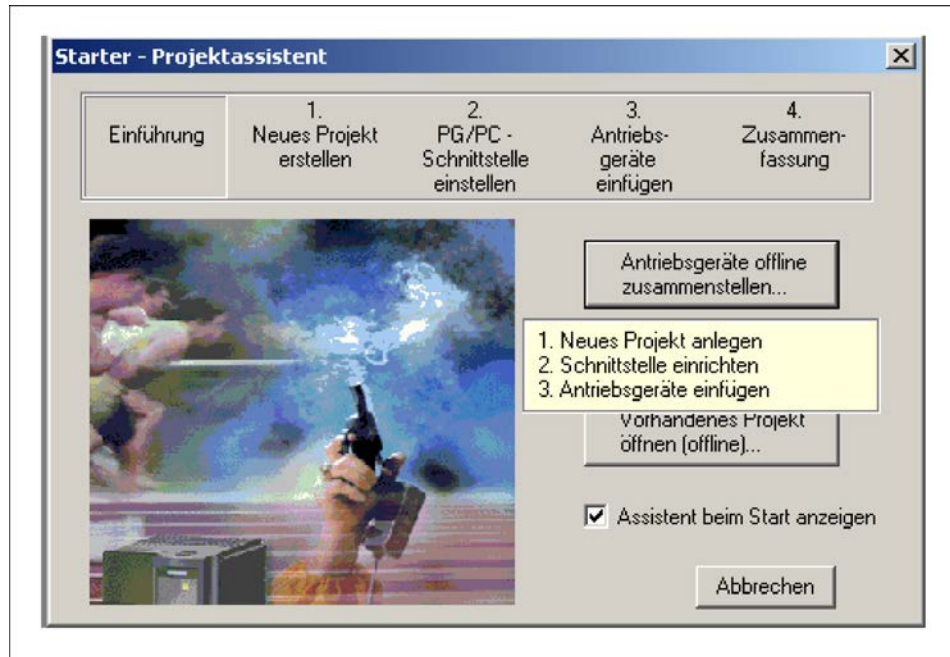 Starter - Projektassistent
Einführung
1.
Neues Projekt
erstellen
2.
PG/PC -
Schnittstelle
einstellen
3.
Antriebs-
geräte
einfügen
4.
Zusammen-
fassung
Antriebsgeräte offline
zusammenstellen...
1. Neues Projekt anlegen
2. Schnittstelle einrichten
3. Antriebsgeräte einfügen
Vorhandenes Projekt
öffnen (offline)...
Assistent beim Start anzeigen
Abbrechen